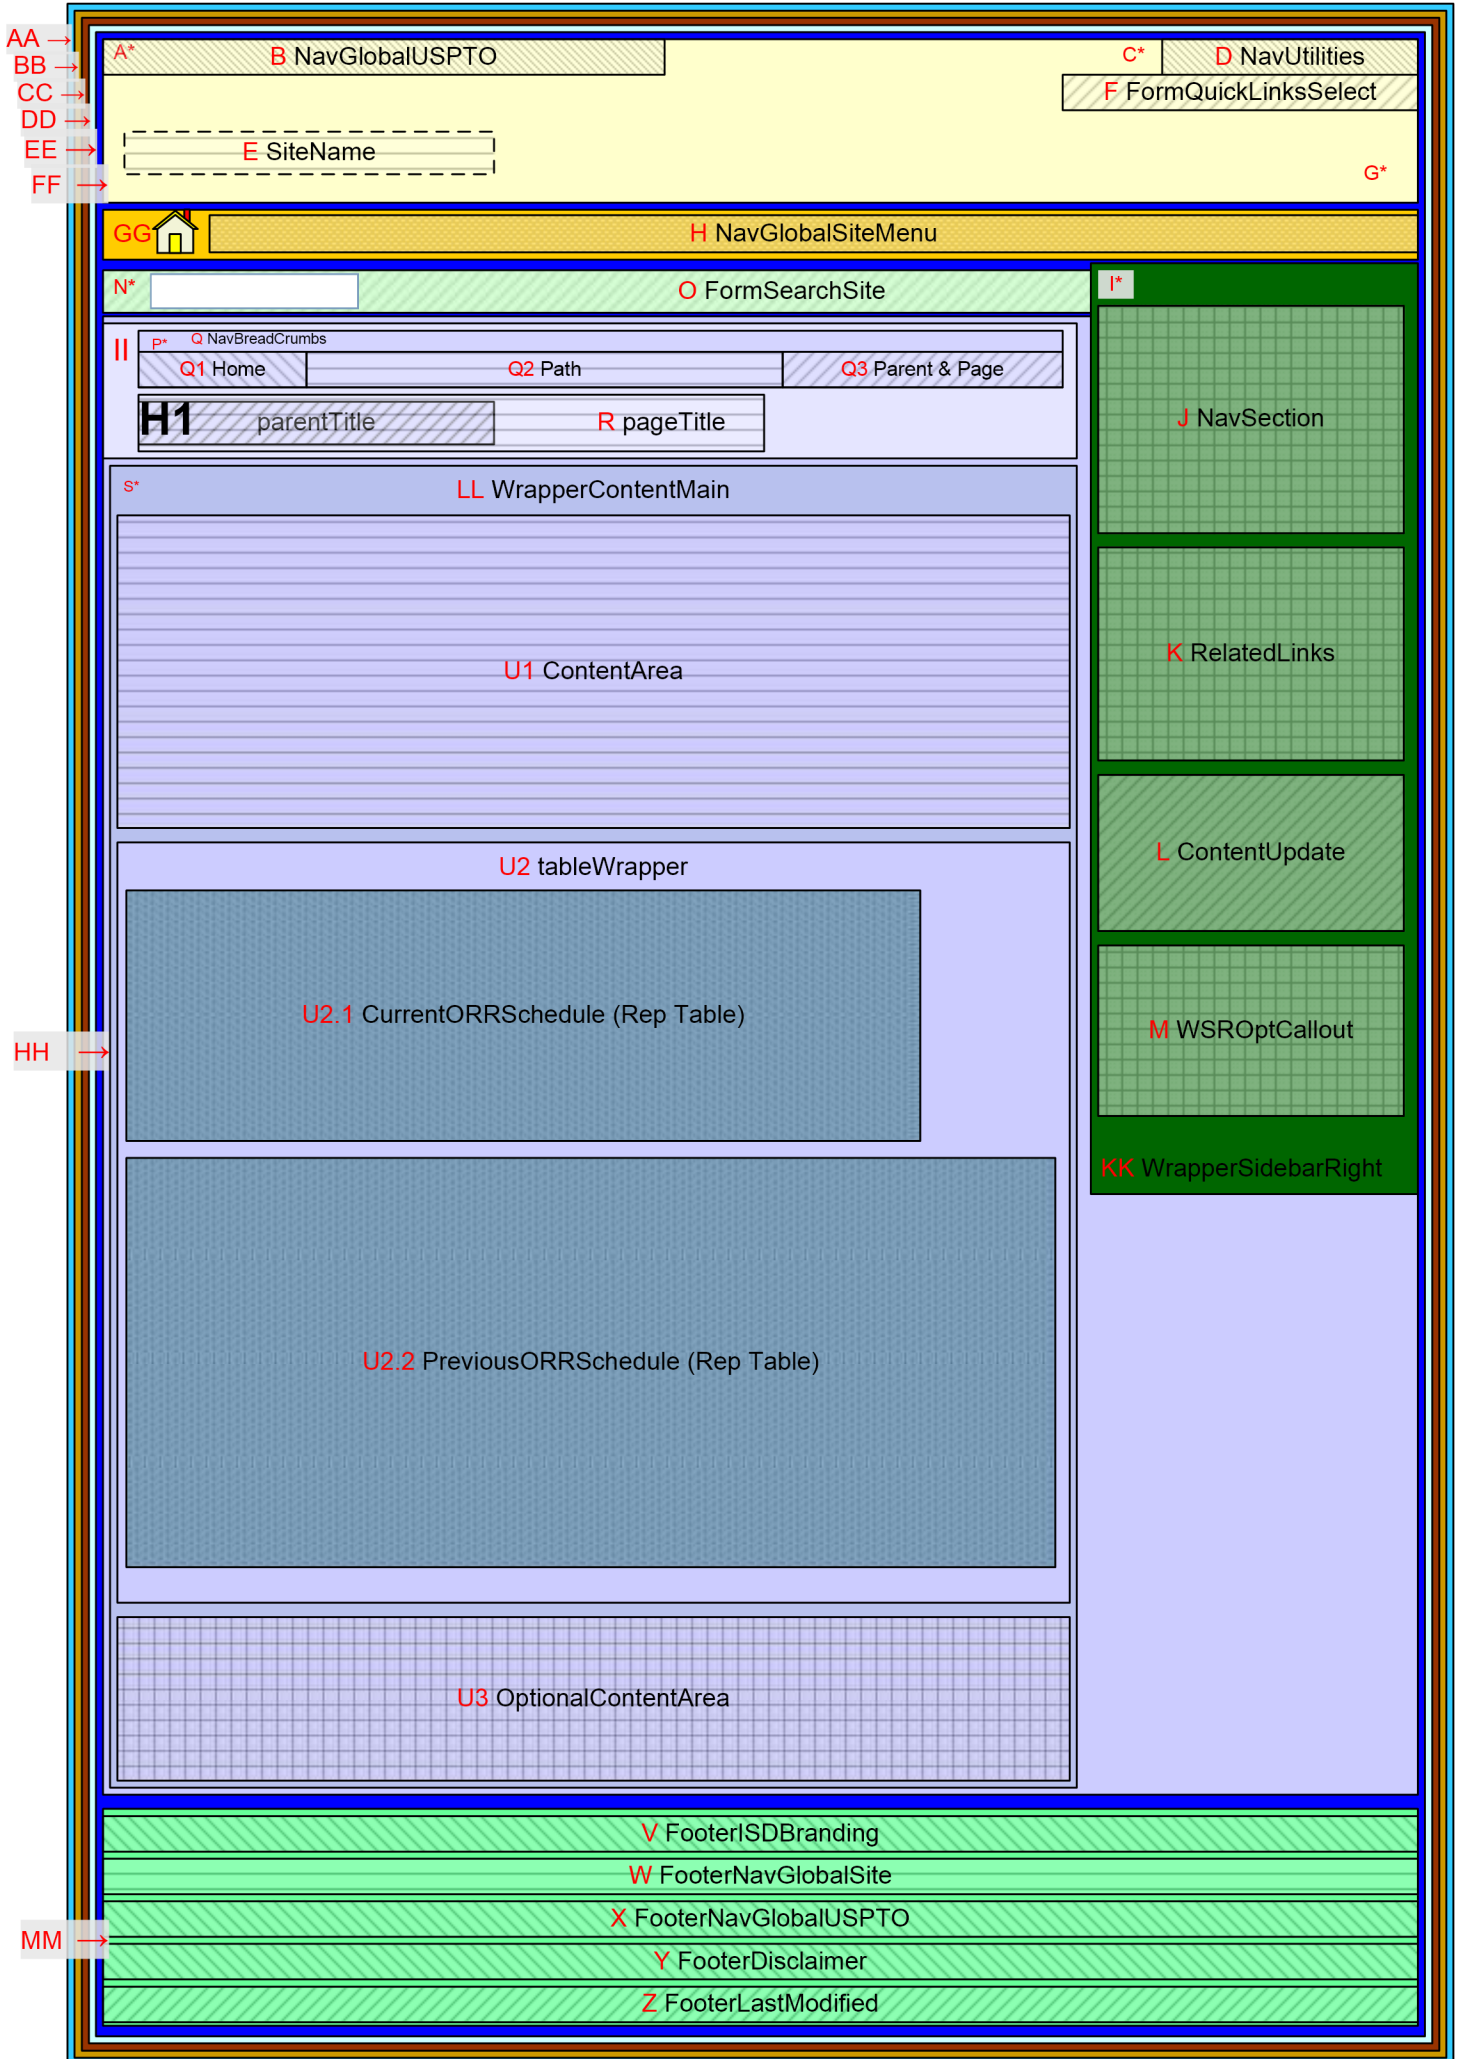 AA →
A*
B NavGlobalUSPTO
C*
D NavUtilities
BB →
CC →
F FormQuickLinksSelect
DD →
EE →
E SiteName
FF →
G*
GG
H NavGlobalSiteMenu
N*
O FormSearchSite
I*
II
P*
Q NavBreadCrumbs
Q1 Home
Q2 Path
Q3 Parent & Page
H1
parentTitle
R pageTitle
J NavSection
S*
LL WrapperContentMain
K RelatedLinks
U1 ContentArea
L ContentUpdate
U2 tableWrapper
U2.1 CurrentORRSchedule (Rep Table)
M WSROptCallout
HH →
KK WrapperSidebarRight
U2.2 PreviousORRSchedule (Rep Table)
U3 OptionalContentArea
V FooterISDBranding
W FooterNavGlobalSite
X FooterNavGlobalUSPTO
MM →
Y FooterDisclaimer
Z FooterLastModified